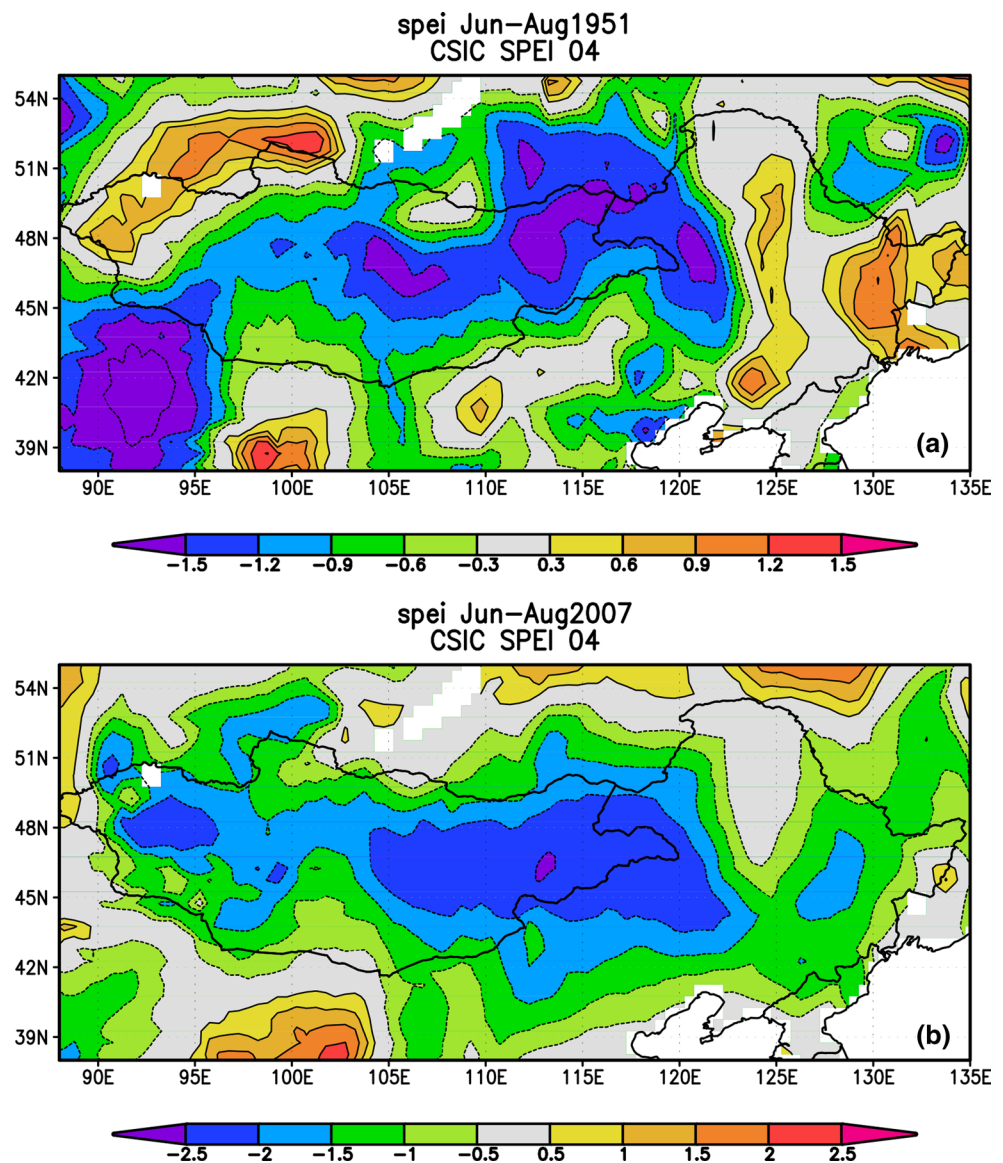 spei Jun-Aug1951
CSIC SPEI 04
54N
51N
48N
45N
42N
39N
(a)
90E 95E 100E 105E 110E 115E 120E 125E 130E 135E
-1.5 -1.2 -0.9 -0.6 -0.3 0.3 0.6 0.9 1.2 1.5
spei Jun-Aug2007
CSIC SPEI 04
54N
51N
48N
45N
42N
39N
(b)
90E 95E 100E 105E 110E 115E 120E 125E 130E 135E
-2.5 -2 -1.5 -1 -0.5 0.5 1 1.5 2 2.5